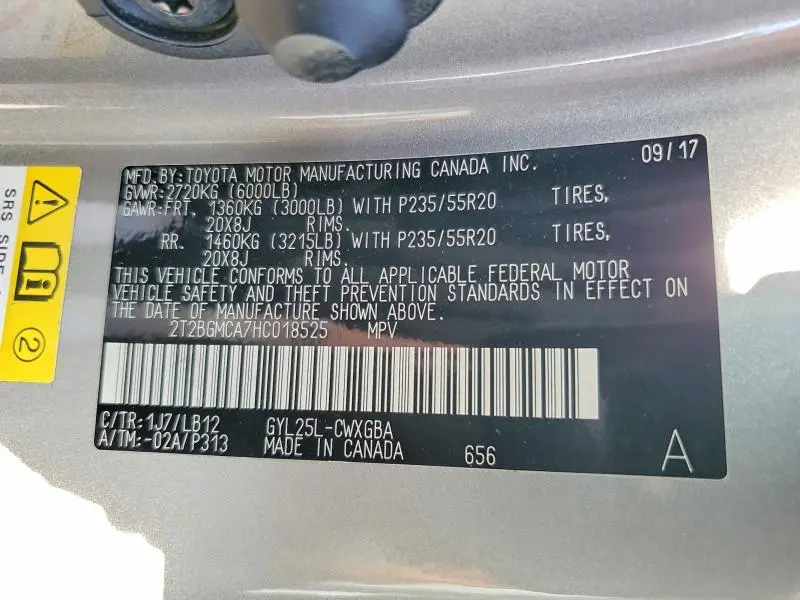 MFD.BY:TOYOTA MOTOR MANUFACTURING CANADA INC. 09/17
GVWR:2720KG (6000LB)
GAWR:FRT. 1360KG (3000LB) WITH P235/55R20 TIRES,
20X8J RIMS.
RR. 1460KG (3215LB) WITH P235/55R20 TIRES,
20X8J RIMS.
THIS VEHICLE CONFORMS TO ALL APPLICABLE FEDERAL MOTOR
VEHICLE SAFETY AND THEFT PREVENTION STANDARDS IN EFFECT ON
THE DATE OF MANUFACTURE SHOWN ABOVE.
2T2BGMCA7HC018525 MPV
C/TR:1J7/LB12 GYL25L-CWXGBA
A/TM:-02A/P313 MADE IN CANADA 656 A
SRS SIDE
2